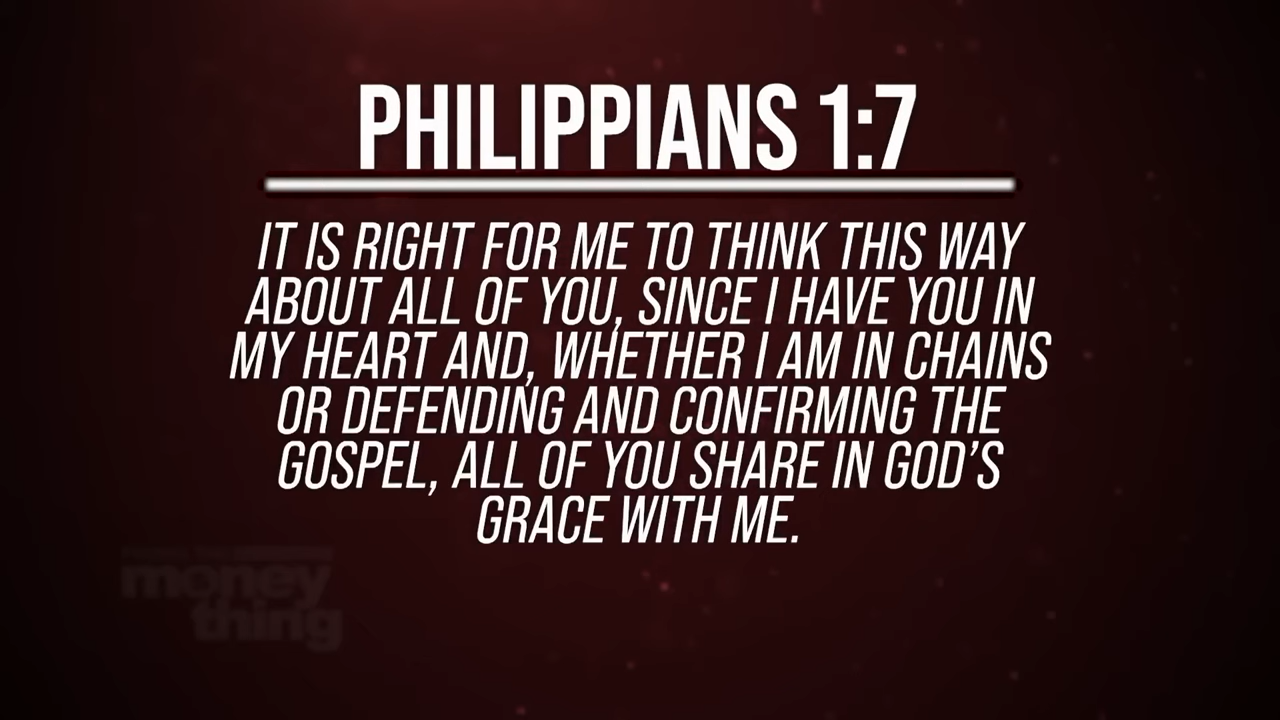 PHILIPPIANS 1:7
IT IS RIGHT FOR ME TO THINK THIS WAY
ABOUT ALL OF YOU, SINCE I HAVE YOU IN
MY HEART AND, WHETHER I AM IN CHAINS
OR DEFENDING AND CONFIRMING THE
GOSPEL, ALL OF YOU SHARE IN GOD’S
GRACE WITH ME.
money
thing